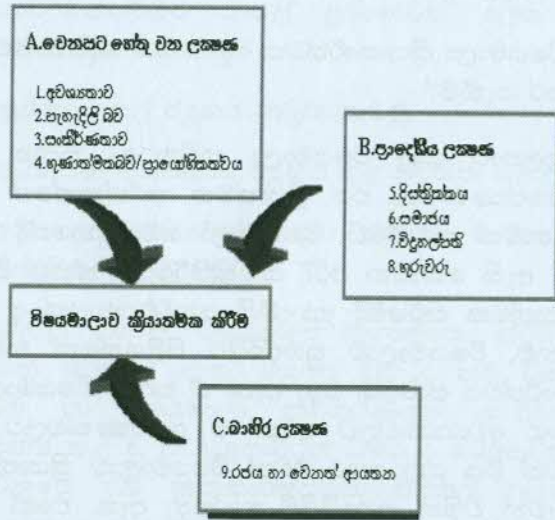 A.වෙනසට හේතු වන ලක්ෂණ
1.අවශ්‍යතාව
2.පැහැදිලි බව
3.සංකීර්ණතාව
4.ගුණාත්මතබව/ප්‍රායෝගිකත්වය
B.ප්‍රාදේශීය ලක්ෂණ
5.දිස්ත්‍රික්කය
6.සමාජය
7.විදුහල්පති
8.ගුරුවරු
විෂයමාලාව ක්‍රියාත්මක කිරීම
C.බාහිර ලක්ෂණ
9.රජය හා වෙනත් ආයතන